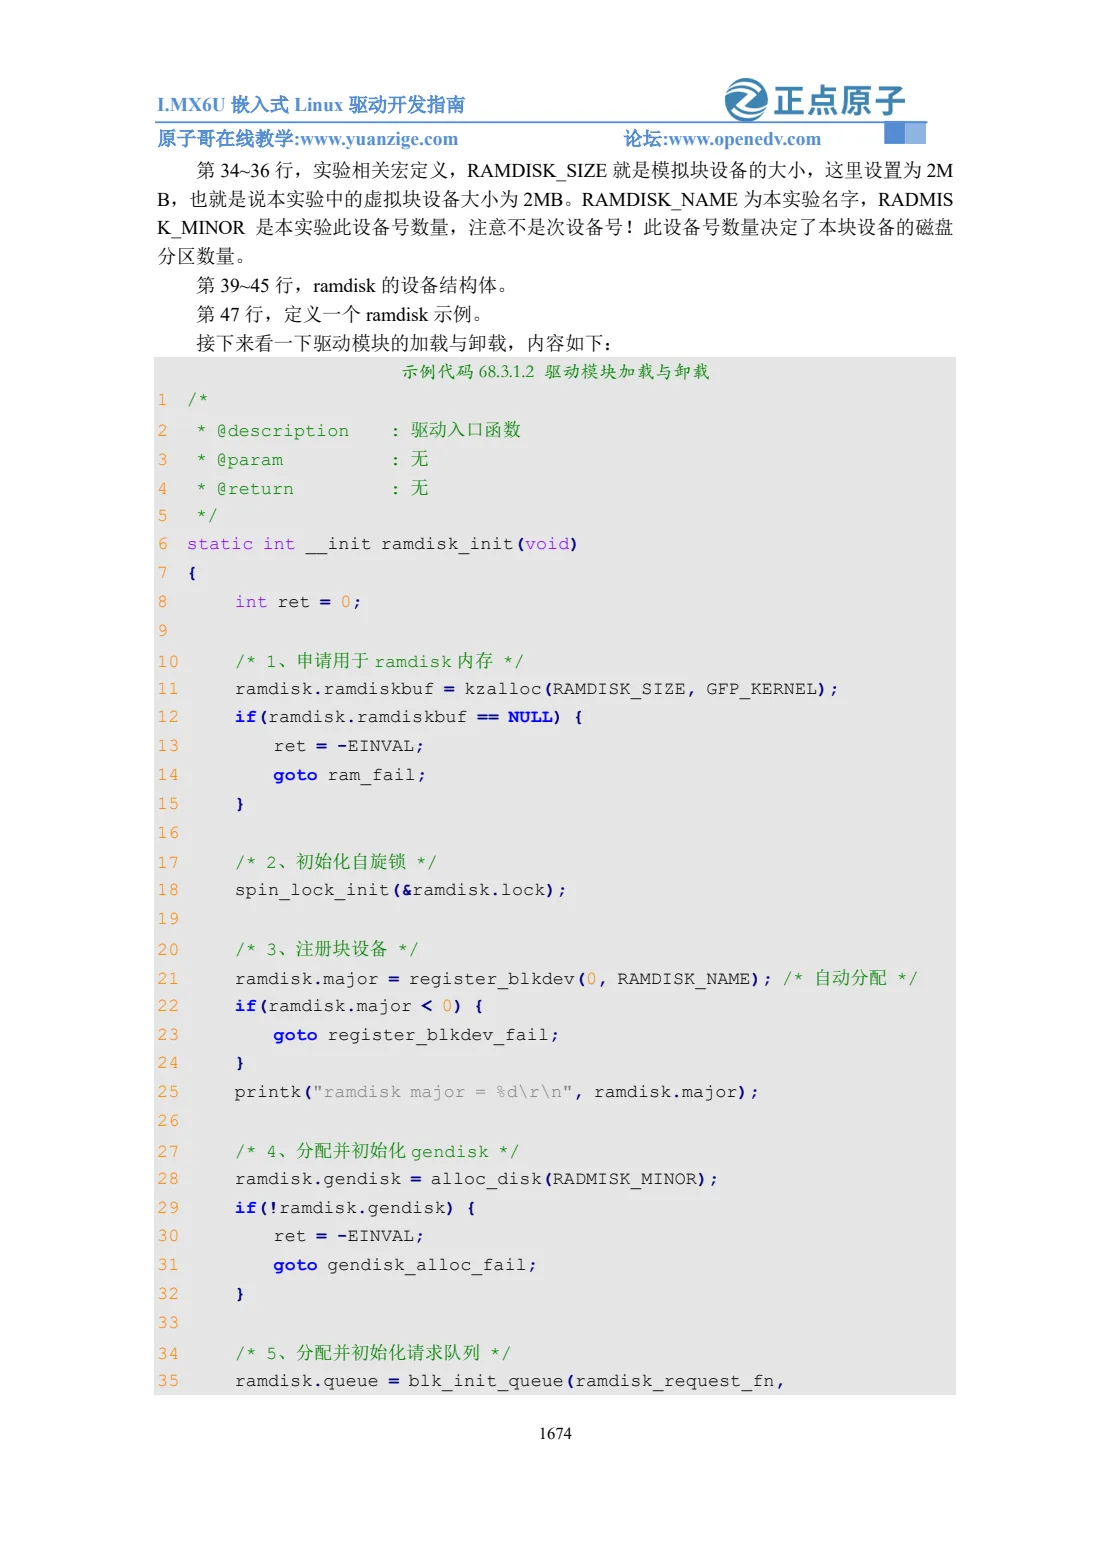 I.MX6U 嵌入式 Linux 驱动开发指南
正点原子
原子哥在线教学:www.yuanzige.com 论坛:www.openedv.com
第 34~36 行，实验相关宏定义，RAMDISK_SIZE 就是模拟块设备的大小，这里设置为 2M
B，也就是说本实验中的虚拟块设备大小为 2MB。RAMDISK_NAME 为本实验名字，RADMIS
K_MINOR 是本实验此设备号数量，注意不是次设备号！此设备号数量决定了本块设备的磁盘
分区数量。
第 39~45 行，ramdisk 的设备结构体。
第 47 行，定义一个 ramdisk 示例。
接下来看一下驱动模块的加载与卸载，内容如下：
示例代码 68.3.1.2 驱动模块加载与卸载
1 /*
2  * @description    : 驱动入口函数
3  * @param          : 无
4  * @return         : 无
5  */
6 static int __init ramdisk_init(void)
7 {
8     int ret = 0;
9
10     /* 1、申请用于 ramdisk 内存 */
11     ramdisk.ramdiskbuf = kzalloc(RAMDISK_SIZE, GFP_KERNEL);
12     if(ramdisk.ramdiskbuf == NULL) {
13         ret = -EINVAL;
14         goto ram_fail;
15     }
16
17     /* 2、初始化自旋锁 */
18     spin_lock_init(&ramdisk.lock);
19
20     /* 3、注册块设备 */
21     ramdisk.major = register_blkdev(0, RAMDISK_NAME); /* 自动分配 */
22     if(ramdisk.major < 0) {
23         goto register_blkdev_fail;
24     }
25     printk("ramdisk major = %d\r\n", ramdisk.major);
26
27     /* 4、分配并初始化 gendisk */
28     ramdisk.gendisk = alloc_disk(RADMISK_MINOR);
29     if(!ramdisk.gendisk) {
30         ret = -EINVAL;
31         goto gendisk_alloc_fail;
32     }
33
34     /* 5、分配并初始化请求队列 */
35     ramdisk.queue = blk_init_queue(ramdisk_request_fn,
1674